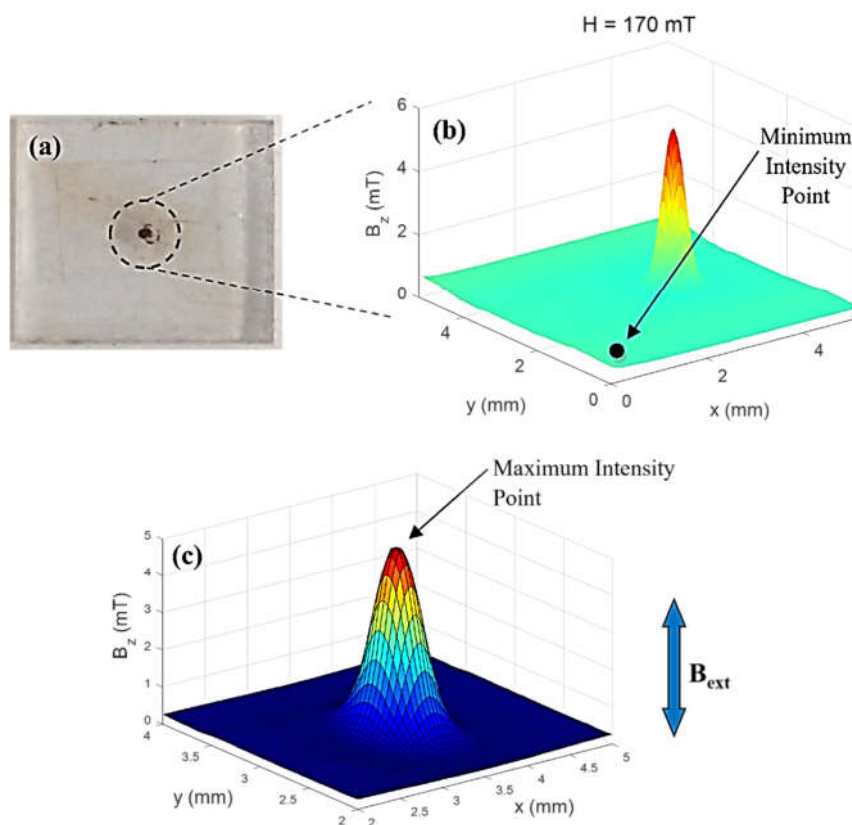 H = 170 mT
(a)
(b)
Minimum
Intensity
Point
6
4
2
0
B_z (mT)
4
2
0
y (mm)
0
2
4
x (mm)
Maximum Intensity
Point
(c)
5
4
3
2
1
0
B_z (mT)
4
3.5
3
2.5
2
y (mm)
2
2.5
3
3.5
4
4.5
5
x (mm)
B_ext